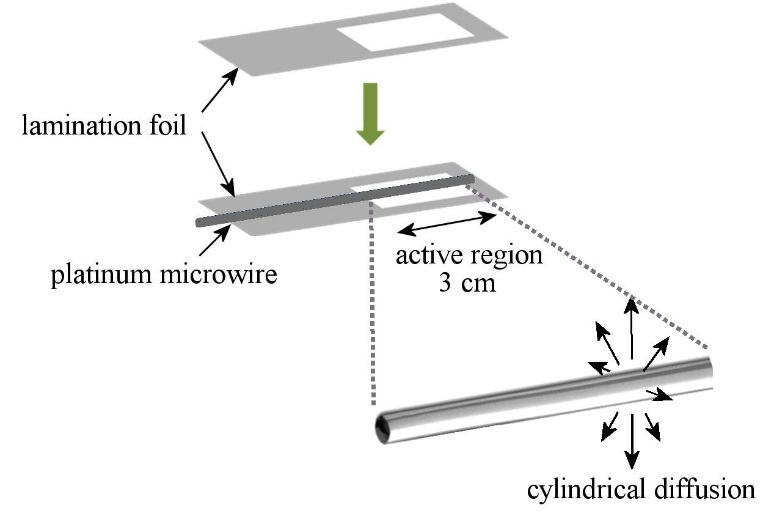 lamination foil
platinum microwire
active region
3 cm
cylindrical diffusion